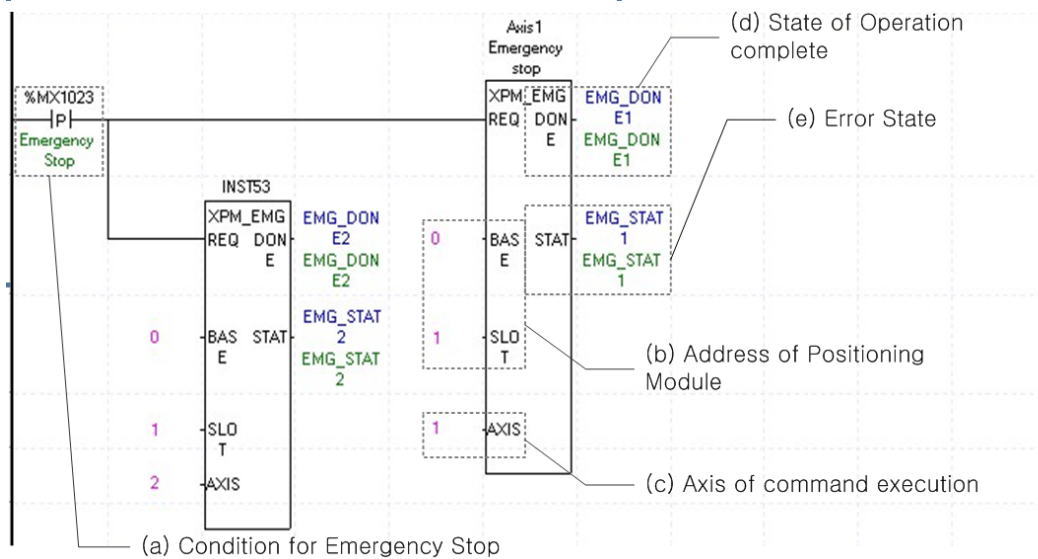 (d) State of Operation
complete
Axis1
Emergency
stop
%MX1023
P
Emergency
Stop
XPM_EMG
REQ DON
E
EMG_DON
E1
EMG_DON
E1
(e) Error State
INST53
XPM_EMG
REQ DON
E
EMG_DON
E2
EMG_DON
E2
0
BAS
E
STAT
EMG_STAT
1
EMG_STAT
1
0
BAS
E
STAT
EMG_STAT
2
EMG_STAT
2
1
SLO
T
(b) Address of Positioning
Module
1
SLO
T
1
AXIS
2
AXIS
(c) Axis of command execution
(a) Condition for Emergency Stop